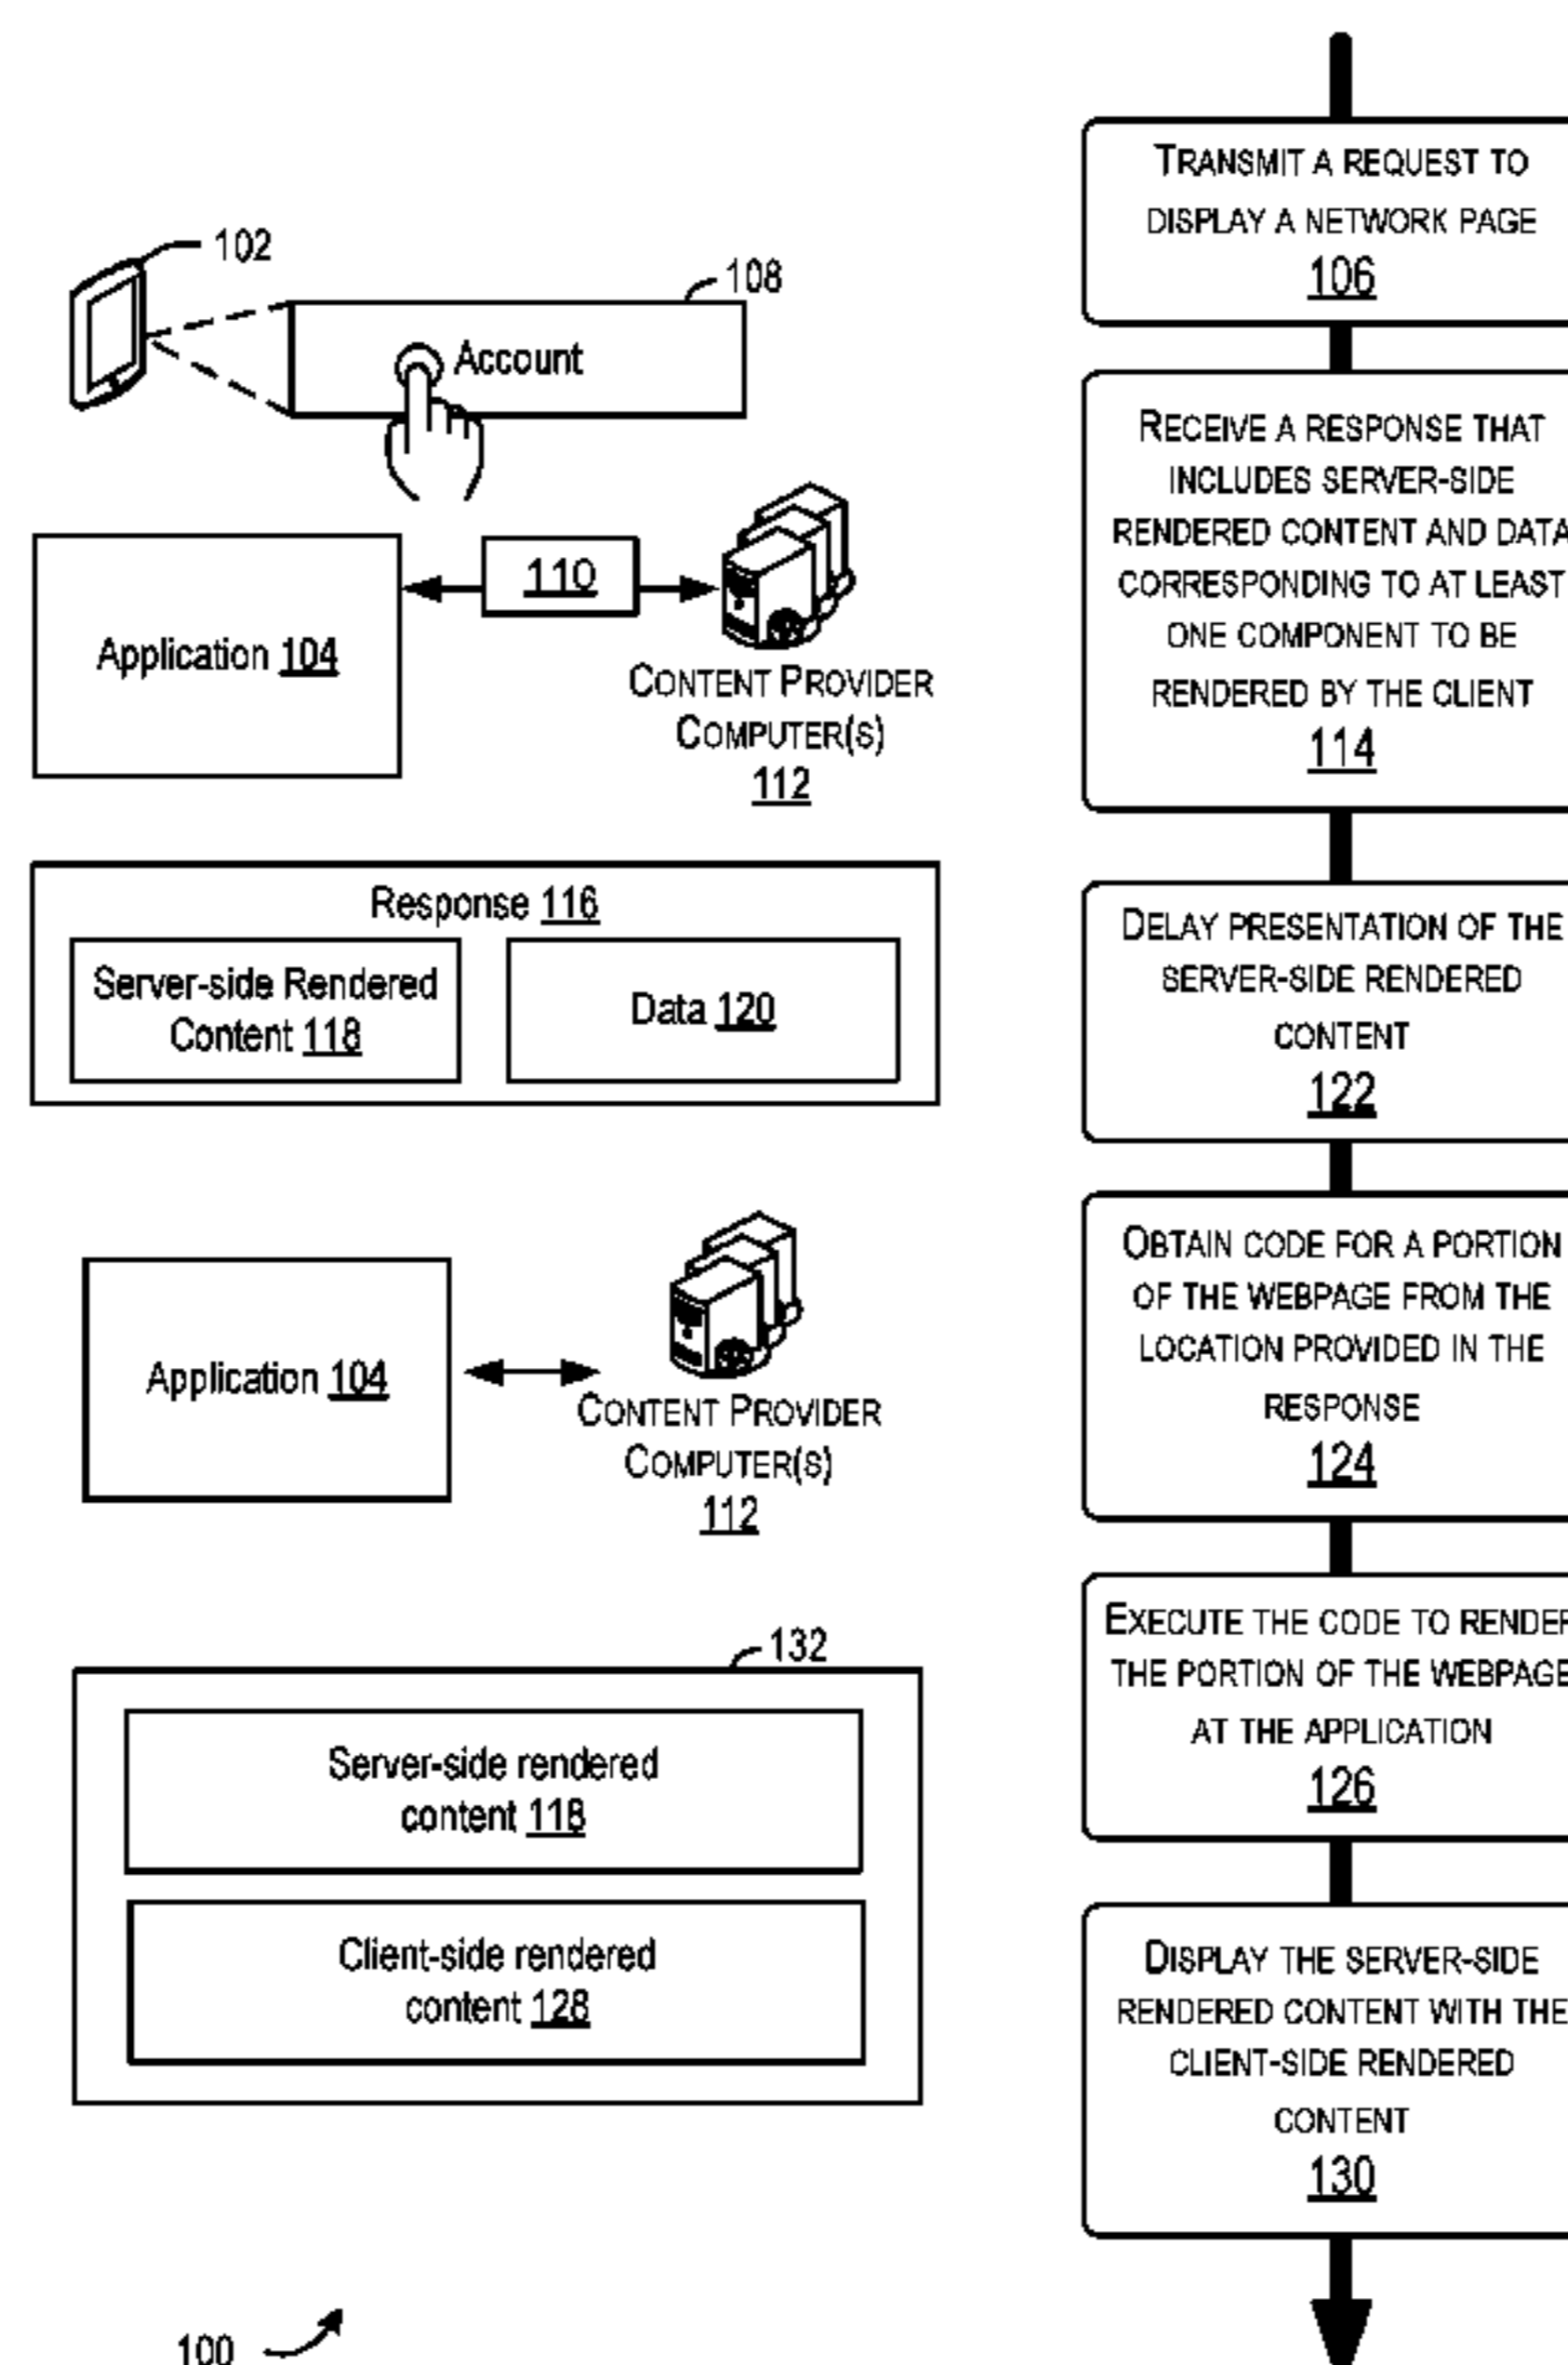 102
108
Account
Application 104
110
CONTENT PROVIDER
COMPUTER(S)
112
Response 116
Server-side Rendered
Content 118
Data 120
Application 104
CONTENT PROVIDER
COMPUTER(S)
112
132
Server-side rendered
content 118
Client-side rendered
content 128
100
TRANSMIT A REQUEST TO
DISPLAY A NETWORK PAGE
106
RECEIVE A RESPONSE THAT
INCLUDES SERVER-SIDE
RENDERED CONTENT AND DATA
CORRESPONDING TO AT LEAST
ONE COMPONENT TO BE
RENDERED BY THE CLIENT
114
DELAY PRESENTATION OF THE
SERVER-SIDE RENDERED
CONTENT
122
OBTAIN CODE FOR A PORTION
OF THE WEBPAGE FROM THE
LOCATION PROVIDED IN THE
RESPONSE
124
EXECUTE THE CODE TO RENDER
THE PORTION OF THE WEBPAGE
AT THE APPLICATION
126
DISPLAY THE SERVER-SIDE
RENDERED CONTENT WITH THE
CLIENT-SIDE RENDERED
CONTENT
130